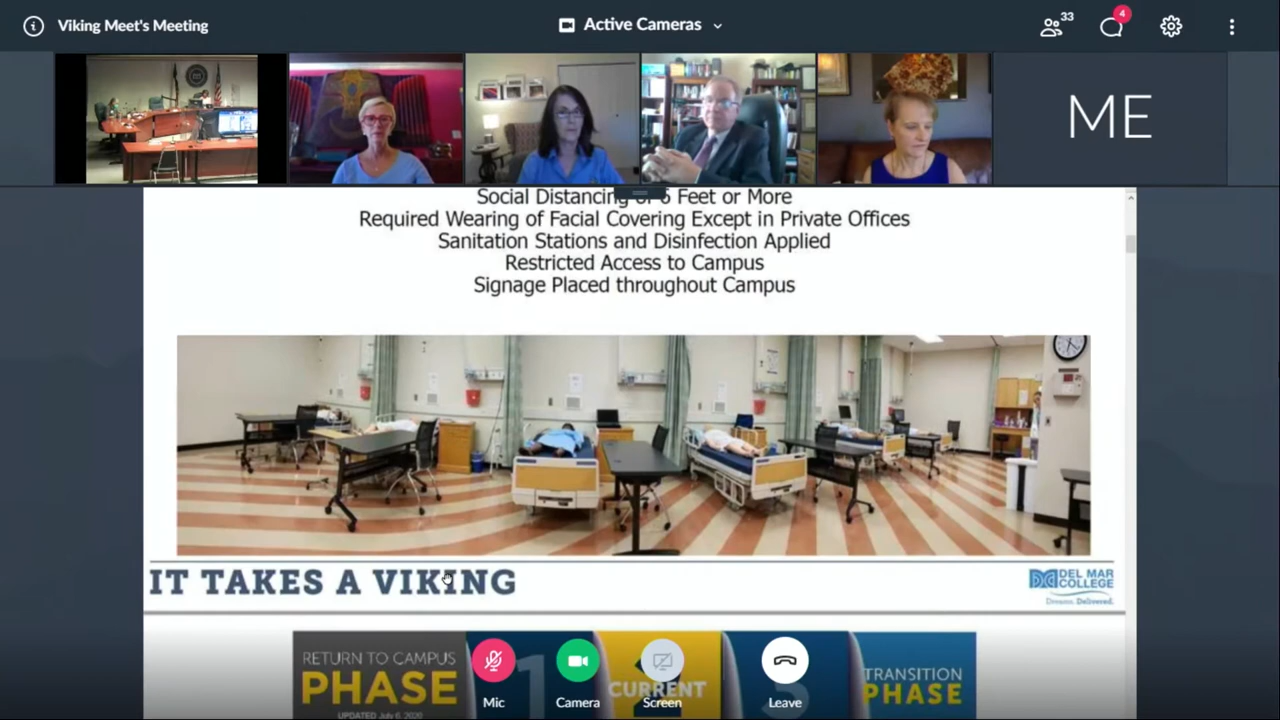 Viking Meet's Meeting
Active Cameras
33
4
ME
Social Distancing of 6 Feet or More
Required Wearing of Facial Covering Except in Private Offices
Sanitation Stations and Disinfection Applied
Restricted Access to Campus
Signage Placed throughout Campus
IT TAKES A VIKING
DEL MAR
COLLEGE
Dreams. Delivered.
RETURN TO CAMPUS
PHASE
UPDATED July 6, 2020
1
2
CURRENT
3
TRANSITION
PHASE
Mic
Camera
Screen
Leave